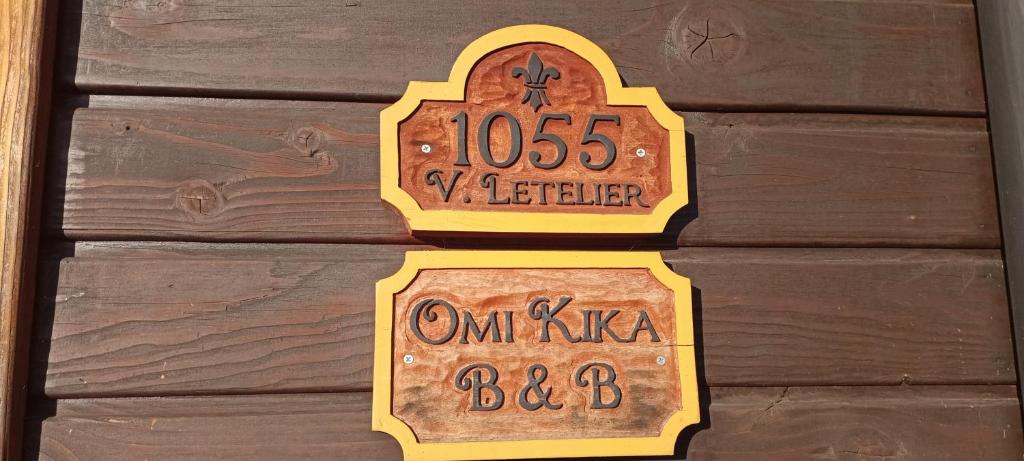 1055
V. LETELIER
OMI KIKA
B & B